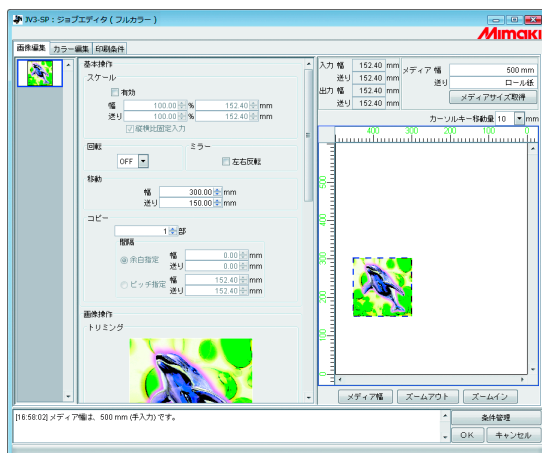 JV3-SP : ジョブエディタ ( フルカラー )
Mimaki
画像編集 カラー編集 印刷条件
基本操作
スケール
有効
幅 100.00 % 152.40 mm
送り 100.00 % 152.40 mm
縦横比固定入力
回転 ミラー
OFF 左右反転
移動
幅 300.00 mm
送り 150.00 mm
コピー
1 部
間隔
余白指定 幅 0.00 mm
送り 0.00 mm
ピッチ指定 幅 152.40 mm
送り 152.40 mm
画像操作
トリミング
入力 幅 152.40 mm
送り 152.40 mm
出力 幅 152.40 mm
送り 152.40 mm
メディア 幅 500 mm
送り ロール紙
メディアサイズ取得
カーソルキー移動量 10 mm
400 300 200 100 0
500
400
300
200
100
0
メディア幅 ズームアウト ズームイン
[16:58:02] メディア幅は、500 mm (手入力) です。
条件管理
OK キャンセル